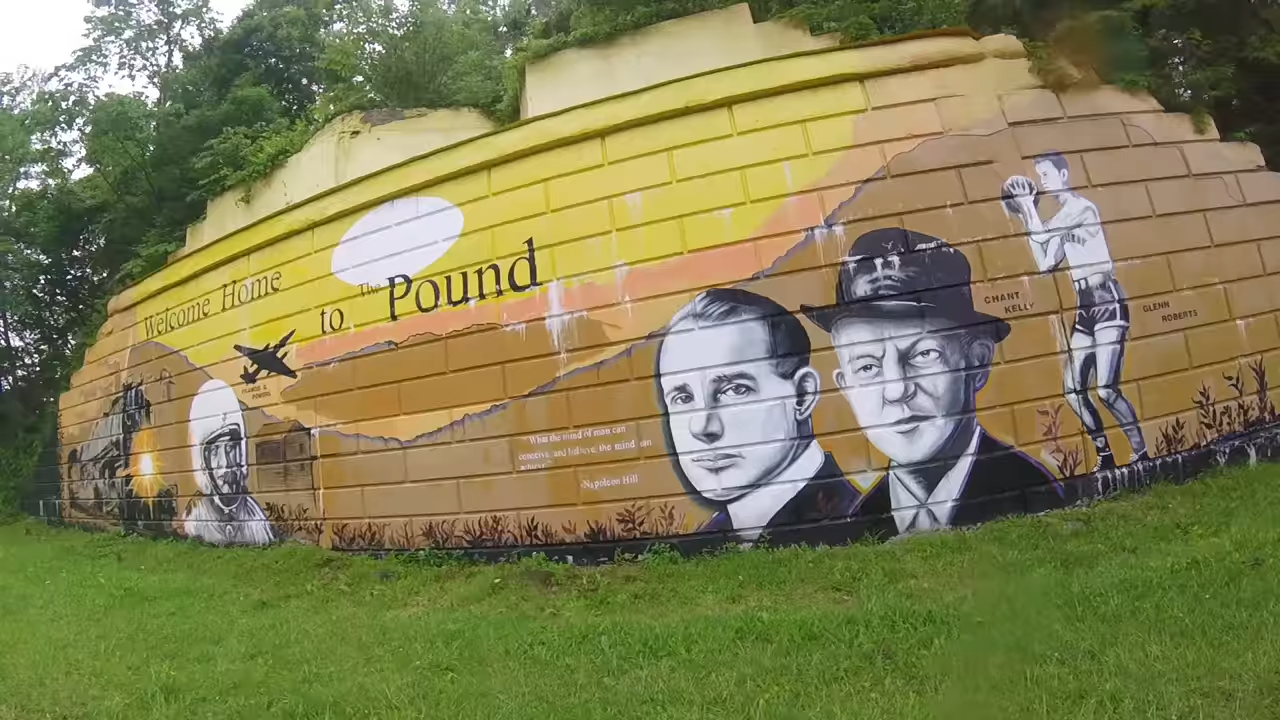 Welcome Home
to The Pound
FRANCIS G.
POWERS
"What the mind of man can
conceive and believe, the mind can
achieve"
-Napoleon Hill
CHANT
KELLY
GLENN
ROBERTS